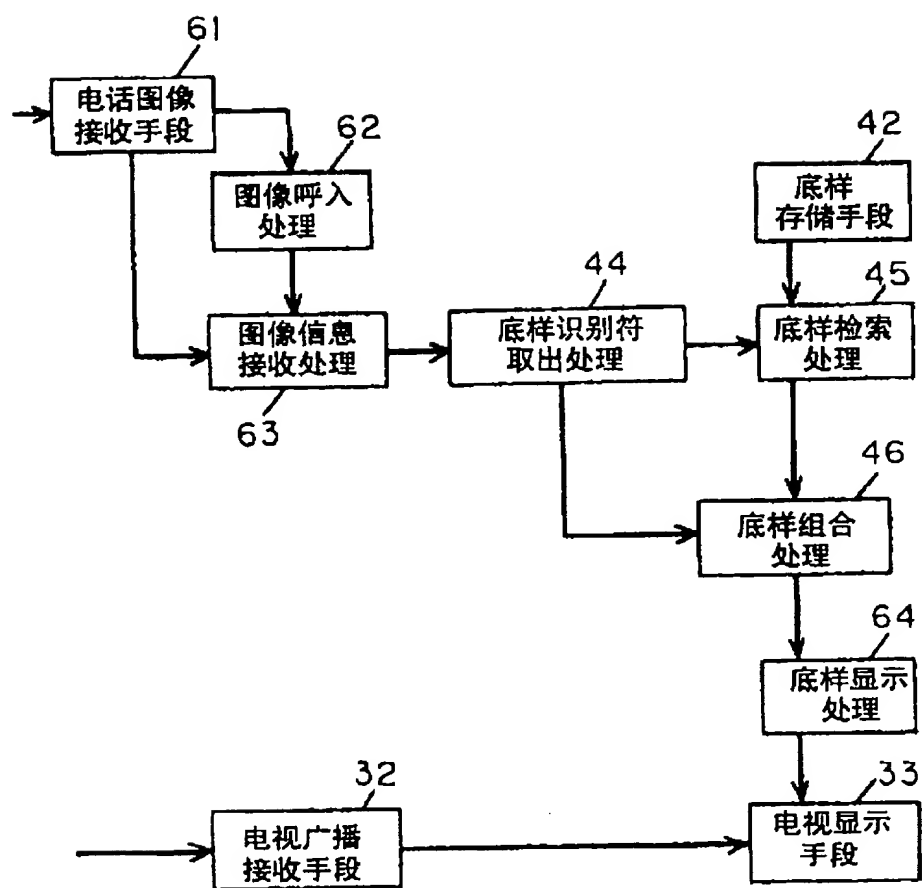 61
电话图像
接收手段
62
图像呼入
处理
42
底样
存储手段
44
45
图像信息
接收处理
底样识别符
取出处理
底样检索
处理
63
46
底样组合
处理
64
底样显示
处理
32
33
电视广播
接收手段
电视显示
手段